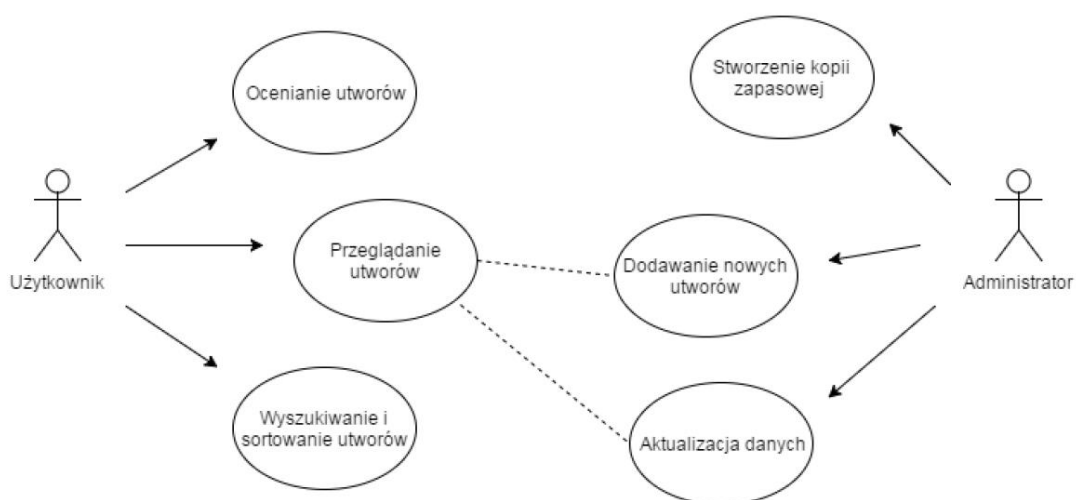 Ocenianie utworów
Stworzenie kopii
zapasowej
Użytkownik
Przeglądanie
utworów
Dodawanie nowych
utworów
Administrator
Wyszukiwanie i
sortowanie utworów
Aktualizacja danych